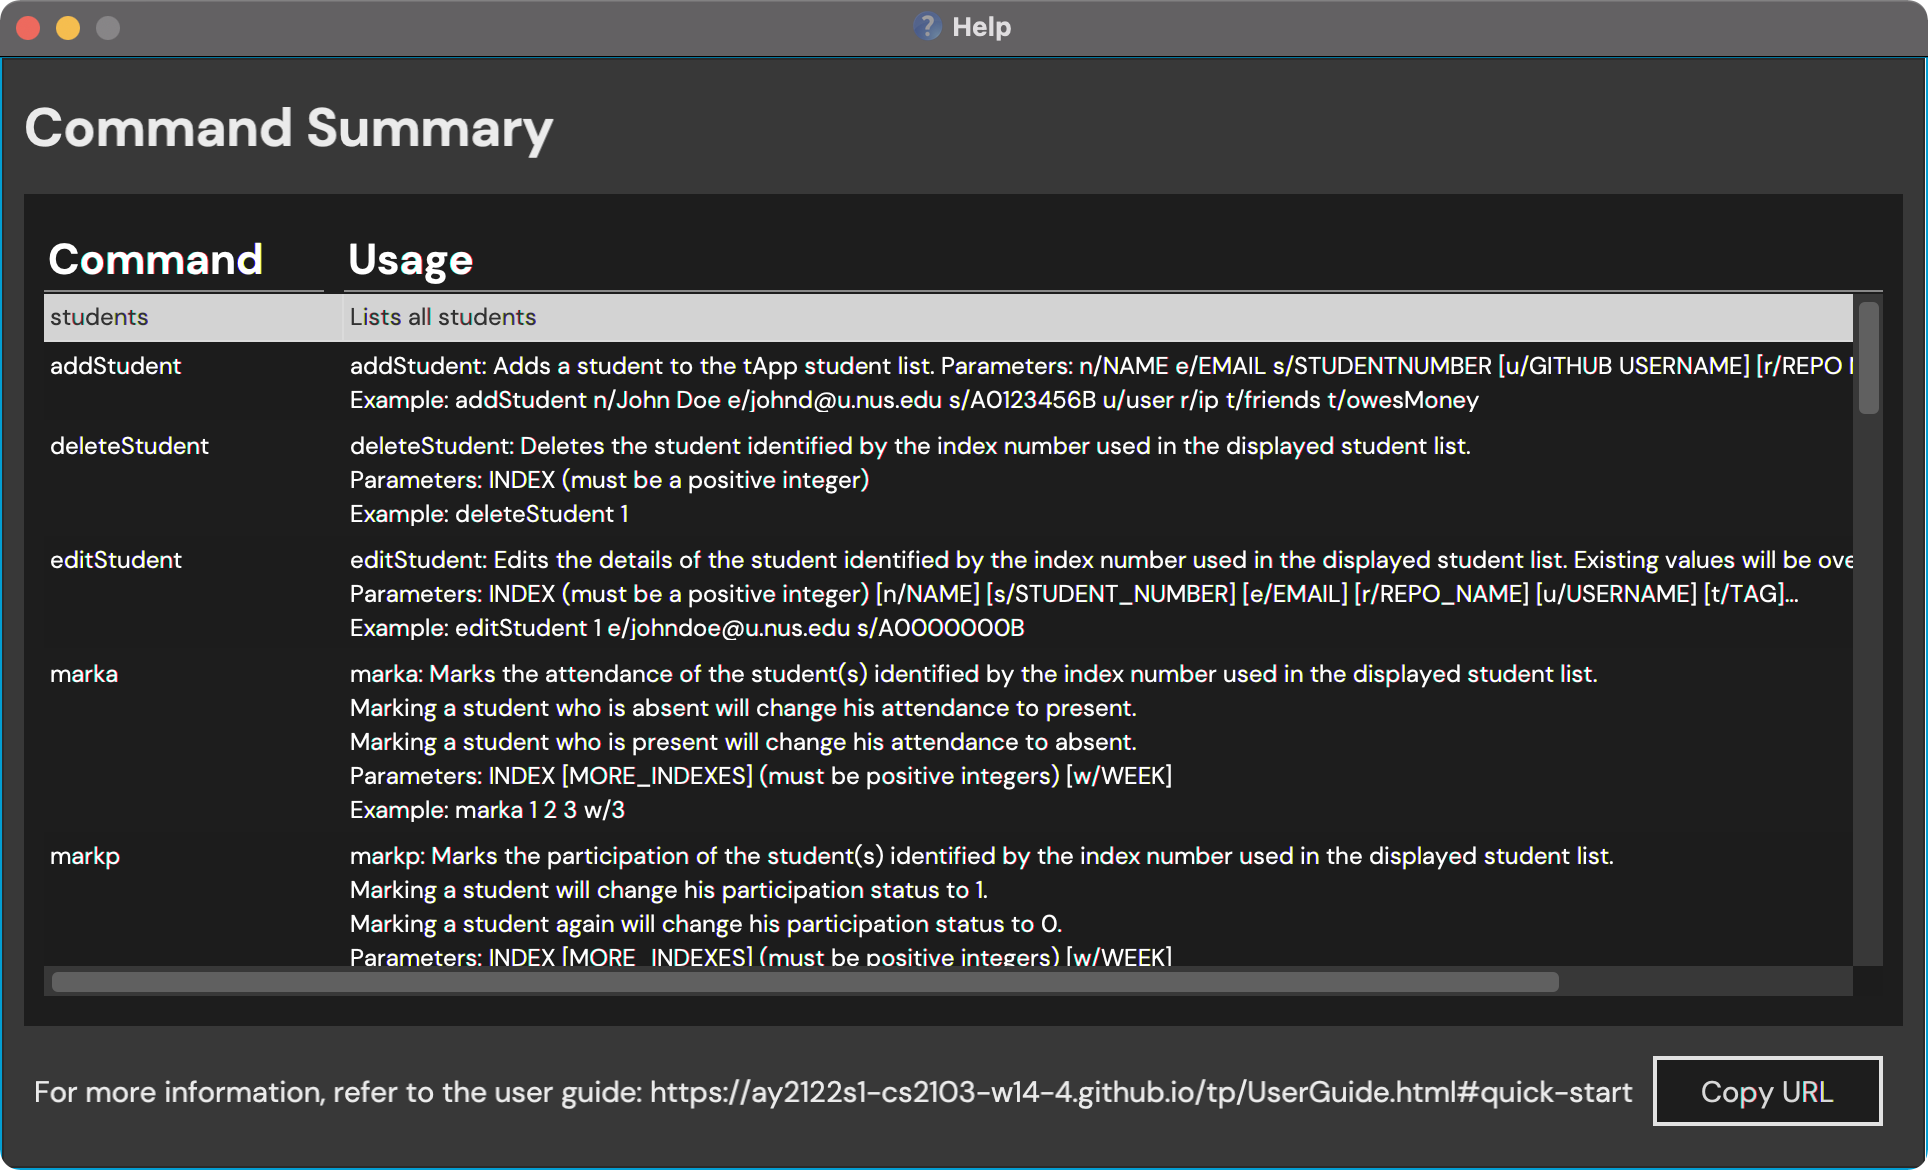 Help
Command Summary
Command Usage
students Lists all students
addStudent addStudent: Adds a student to the tApp student list. Parameters: n/NAME e/EMAIL s/STUDENTNUMBER [u/GITHUB USERNAME] [r/REPO
Example: addStudent n/John Doe e/johnd@u.nus.edu s/A0123456B u/user r/ip t/friends t/owesMoney
deleteStudent deleteStudent: Deletes the student identified by the index number used in the displayed student list.
Parameters: INDEX (must be a positive integer)
Example: deleteStudent 1
editStudent editStudent: Edits the details of the student identified by the index number used in the displayed student list. Existing values will be ove
Parameters: INDEX (must be a positive integer) [n/NAME] [s/STUDENT_NUMBER] [e/EMAIL] [r/REPO_NAME] [u/USERNAME] [t/TAG]...
Example: editStudent 1 e/johndoe@u.nus.edu s/A0000000B
marka marka: Marks the attendance of the student(s) identified by the index number used in the displayed student list.
Marking a student who is absent will change his attendance to present.
Marking a student who is present will change his attendance to absent.
Parameters: INDEX [MORE_INDEXES] (must be positive integers) [w/WEEK]
Example: marka 1 2 3 w/3
markp markp: Marks the participation of the student(s) identified by the index number used in the displayed student list.
Marking a student will change his participation status to 1.
Marking a student again will change his participation status to 0.
Parameters: INDEX [MORE_INDEXES] (must be positive integers) [w/WEEK]
For more information, refer to the user guide: https://ay2122s1-cs2103-w14-4.github.io/tp/UserGuide.html#quick-start Copy URL